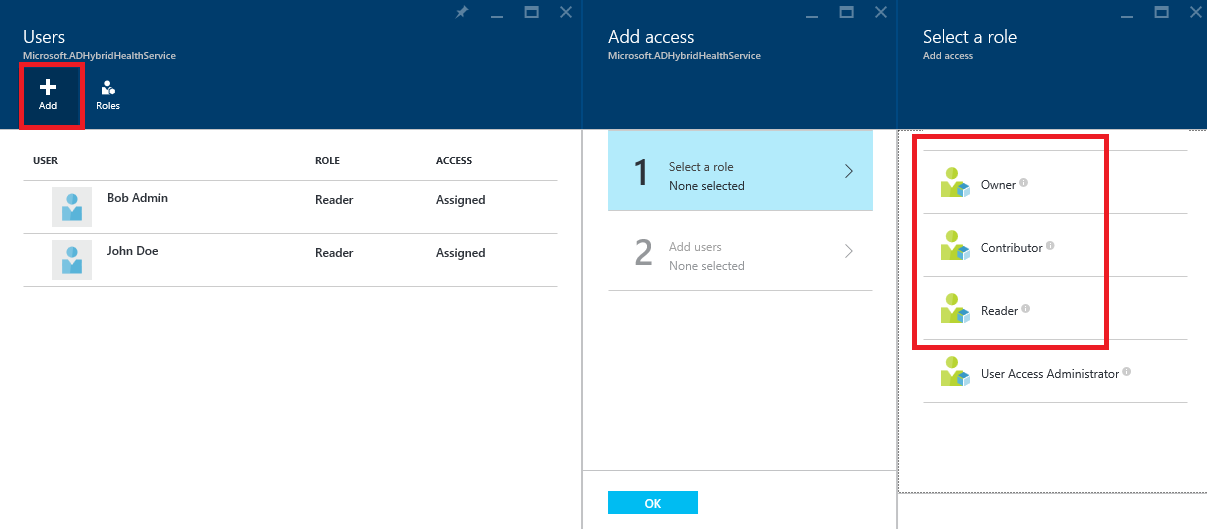 Users
Microsoft.ADHybridHealthService
Add
Roles
USER ROLE ACCESS
Bob Admin Reader Assigned
John Doe Reader Assigned
Add access
Microsoft.ADHybridHealthService
1 Select a role
None selected
2 Add users
None selected
OK
Select a role
Add access
Owner
Contributor
Reader
User Access Administrator